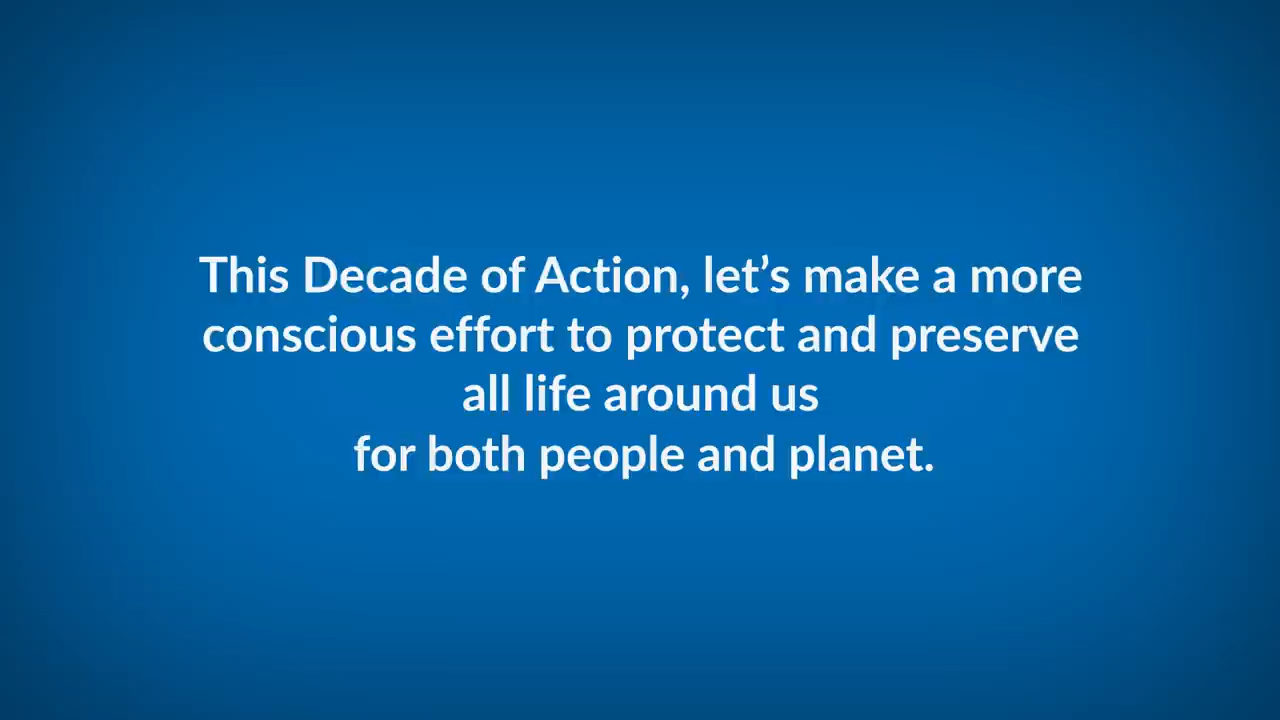 This Decade of Action, let’s make a more
conscious effort to protect and preserve
all life around us
for both people and planet.